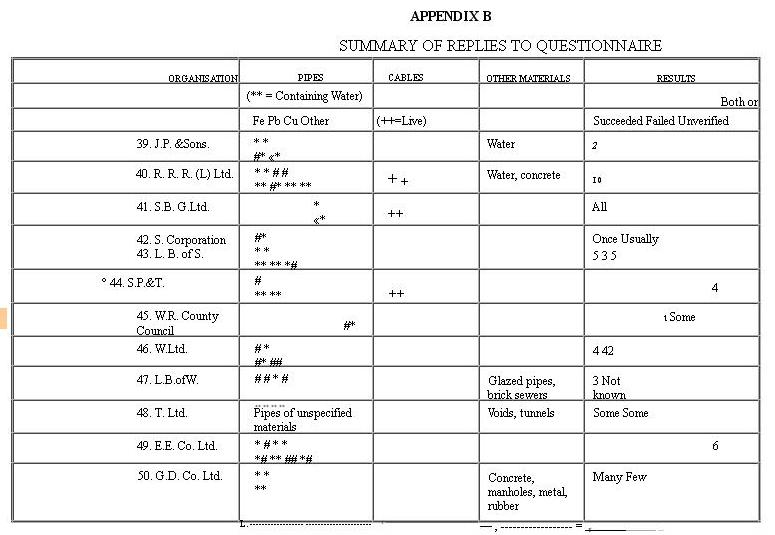 APPENDIX B
SUMMARY OF REPLIES TO QUESTIONNAIRE
ORGANISATION PIPES CABLES OTHER MATERIALS RESULTS
(** = Containing Water) Both or
Fe Pb Cu Other (++=Live) Succeeded Failed Unverified
39. J.P. &Sons. * * Water 2
#* «*
40. R. R. R. (L) Ltd. * * # # + + Water, concrete 10
** #* ** **
41. S.B. G.Ltd. * ++ All
«*
42. S. Corporation #* Once Usually
43. L. B. of S. * * 5 3 5
** ** *#
° 44. S.P.&T. # ++ 4
** **
45. W.R. County #* ι Some
Council
46. W.Ltd. # * 4 42
#* ##
47. L.B.ofW. # # * # Glazed pipes, 3 Not
brick sewers known
48. T. Ltd. Pipes of unspecified Voids, tunnels Some Some
materials
49. E.E. Co. Ltd. * # * * 6
*# ** ## *#
50. G.D. Co. Ltd. * * Concrete, Many Few
** manholes, metal,
rubber